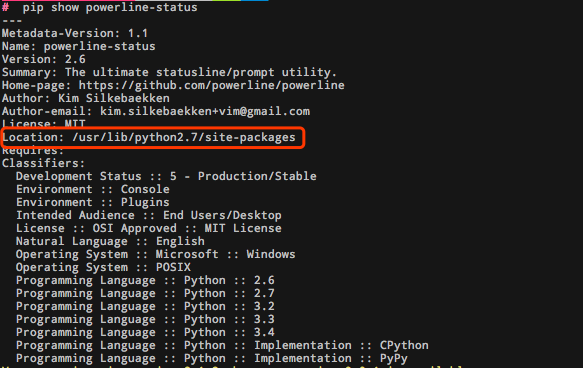 #  pip show powerline-status
---
Metadata-Version: 1.1
Name: powerline-status
Version: 2.6
Summary: The ultimate statusline/prompt utility.
Home-page: https://github.com/powerline/powerline
Author: Kim Silkebaekken
Author-email: kim.silkebaekken+vim@gmail.com
License: MIT
Location: /usr/lib/python2.7/site-packages
Requires:
Classifiers:
  Development Status :: 5 - Production/Stable
  Environment :: Console
  Environment :: Plugins
  Intended Audience :: End Users/Desktop
  License :: OSI Approved :: MIT License
  Natural Language :: English
  Operating System :: Microsoft :: Windows
  Operating System :: POSIX
  Programming Language :: Python :: 2.6
  Programming Language :: Python :: 2.7
  Programming Language :: Python :: 3.2
  Programming Language :: Python :: 3.3
  Programming Language :: Python :: 3.4
  Programming Language :: Python :: Implementation :: CPython
  Programming Language :: Python :: Implementation :: PyPy